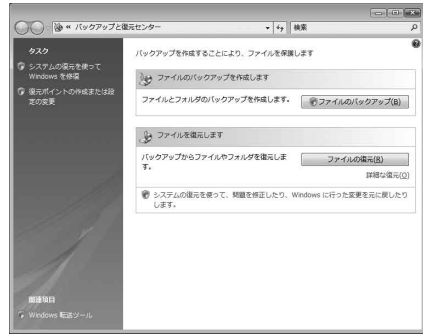 バックアップと復元センター
検索
タスク
システムの復元を使って
Windows を修復
復元ポイントの作成または設
定の変更
関連項目
Windows 転送ツール
バックアップを作成することにより、ファイルを保護します
ファイルのバックアップを作成します
ファイルとフォルダのバックアップを作成します。
ファイルのバックアップ(B)
ファイルを復元します
バックアップからファイルやフォルダを復元しま
す。
ファイルの復元(R)
詳細な復元(O)
システムの復元を使って、問題を修正したり、Windows に行った変更を元に戻したり
します。